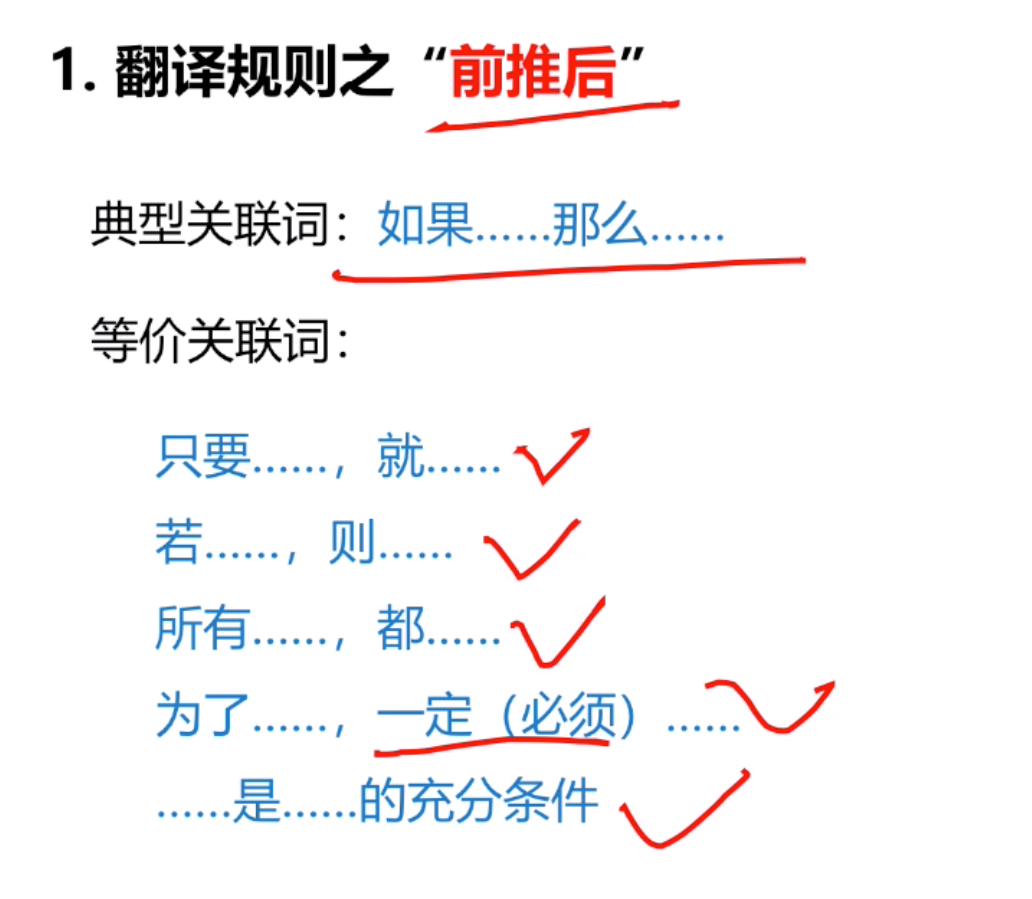 1. 翻译规则之“前推后”
典型关联词：如果……那么……
等价关联词：
只要……，就……
若……，则……
所有……，都……
为了……，一定（必须）……
……是……的充分条件